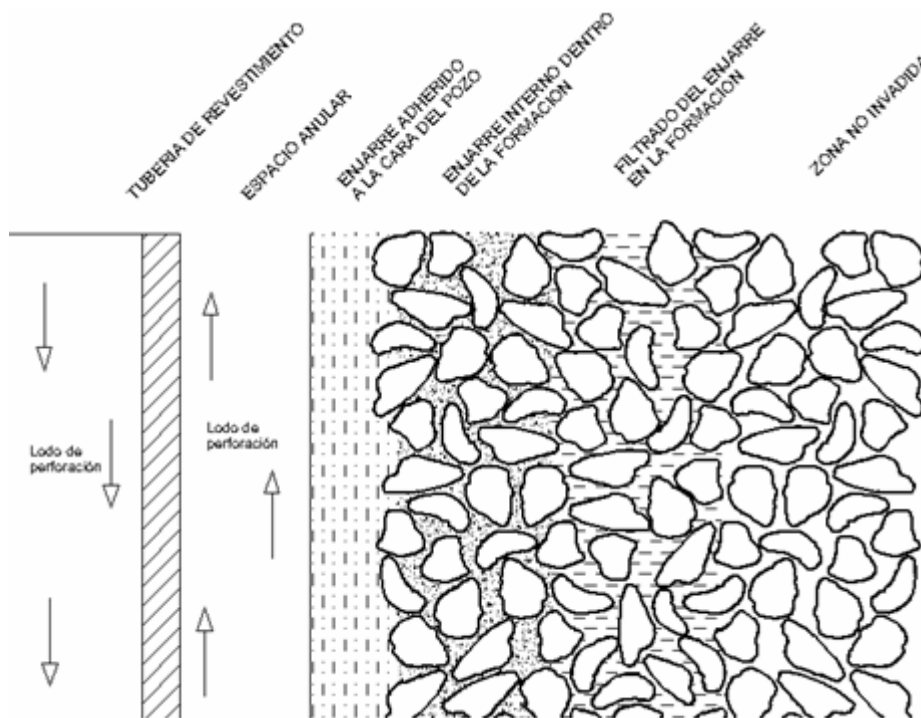 TUBERIA DE REVESTIMIENTO
ESPACIO ANULAR
ENJARRE ADHERIDO
A LA CARA DEL POZO
ENJARRE INTERNO DENTRO
DE LA FORMACION
FILTRADO DEL ENJARRE
EN LA FORMACION
ZONA NO INVADIDA
Lodo de
perforación
Lodo de
perforación